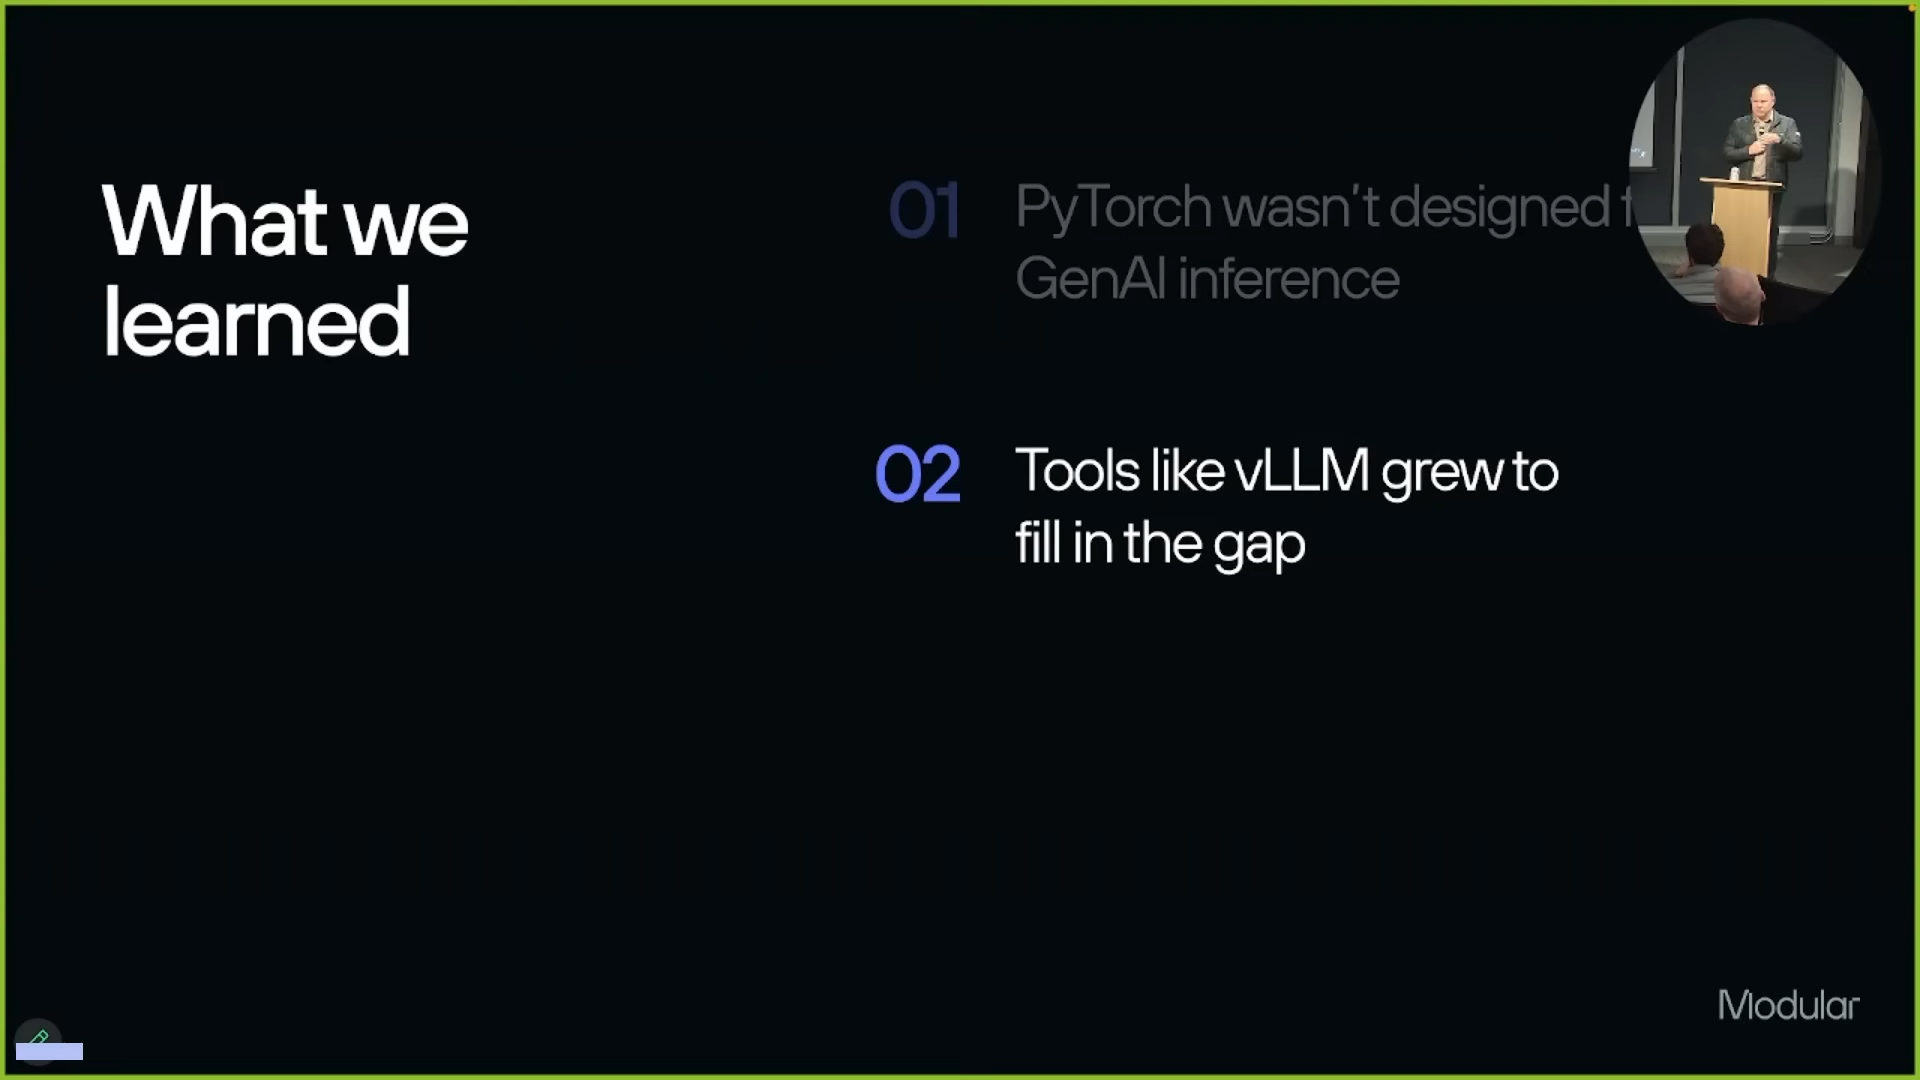 What we
learned
01
PyTorch wasn't designed f
GenAI inference
02
Tools like vLLM grew to
fill in the gap
Modular